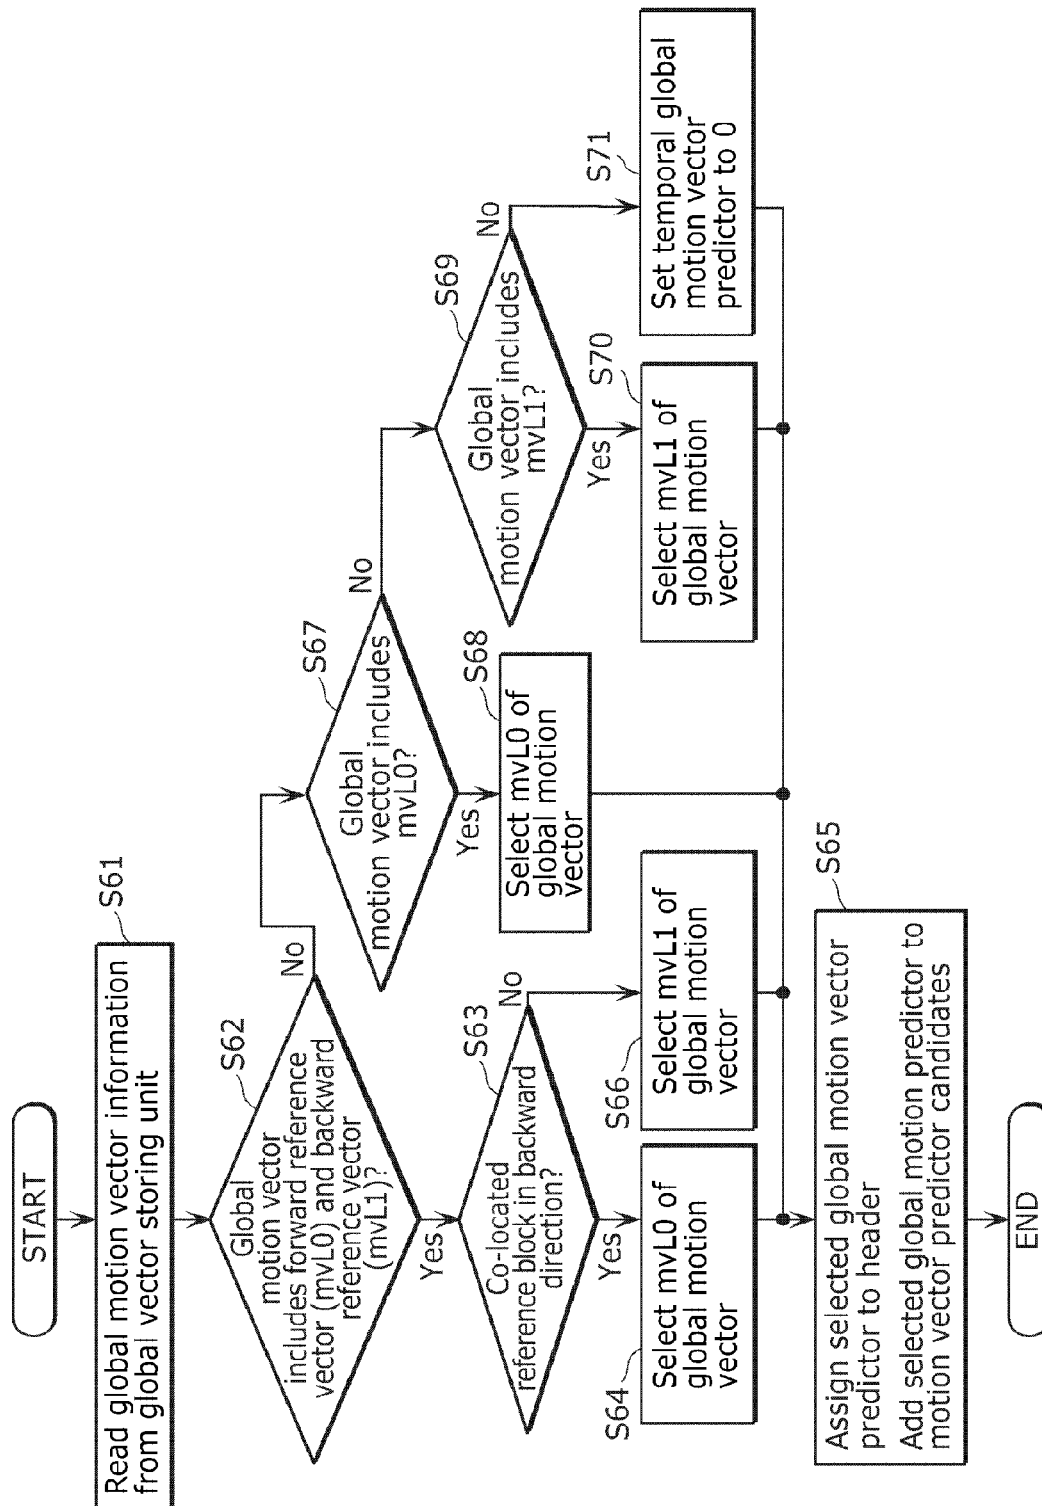 START
S61
Read global motion vector information
from global vector storing unit
S62
Global
motion vector
includes forward reference
vector (mvL0) and backward
reference vector
(mvL1)?
No
Yes
S67
Global
motion vector includes
mvL0?
No
Yes
S69
Global
motion vector includes
mvL1?
No
Yes
S63
Co-located
reference block in backward
direction?
No
Yes
S64
Select mvL0 of
global motion
vector
S66
Select mvL1 of
global motion
vector
S68
Select mvL0 of
global motion
vector
S70
Select mvL1 of
global motion
vector
S71
Set temporal global
motion vector
predictor to 0
S65
Assign selected global motion vector
predictor to header
Add selected global motion predictor to
motion vector predictor candidates
END